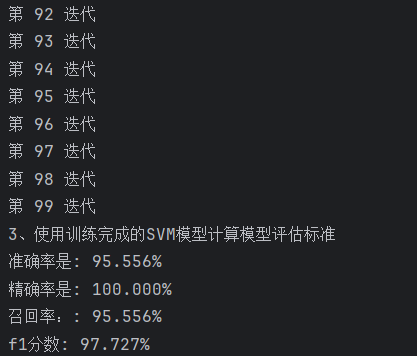 第 92 迭代
第 93 迭代
第 94 迭代
第 95 迭代
第 96 迭代
第 97 迭代
第 98 迭代
第 99 迭代
3、使用训练完成的SVM模型计算模型评估标准
准确率是: 95.556%
精确率是: 100.000%
召回率：: 95.556%
f1分数: 97.727%